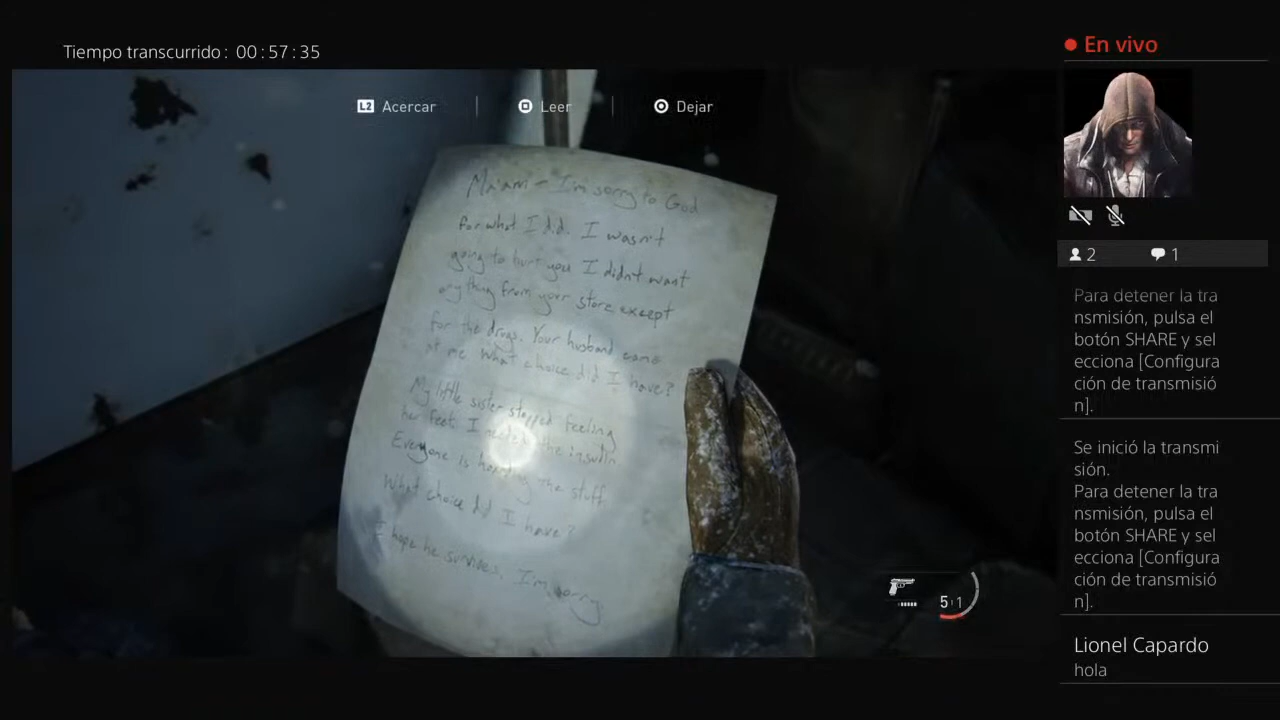 Tiempo transcurrido: 00:57:35
En vivo
L2 Acercar
Leer
Dejar
Ma'am - I'm sorry to God
for what I did. I wasn't
going to hurt you I didn't want
anything from your store except
for the drugs. Your husband came
at me What choice did I have?
My little sister stopped feeling
her feet. I needed the insulin
Everyone is hoarding the stuff
What choice did I have?
I hope he survives. I'm sorry
5 1
2
1
Para detener la tra
nsmisión, pulsa el
botón SHARE y sel
ecciona [Configura
ción de transmisió
n].
Se inició la transmi
sión.
Para detener la tra
nsmisión, pulsa el
botón SHARE y sel
ecciona [Configura
ción de transmisió
n].
Lionel Capardo
hola